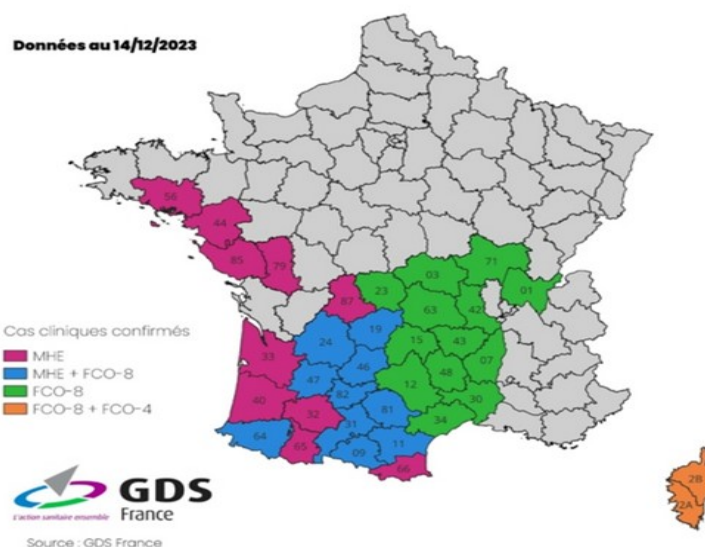 Données au 14/12/2023
56
44
85
79
71
03
01
23
87
63
42
19
24
15
43
33
46
07
47
12
48
40
82
30
32
81
34
31
64
65
11
09
66
2B
2A
Cas cliniques confirmés
MHE
MHE + FCO-8
FCO-8
FCO-8 + FCO-4
GDS
France
L'action sanitaire ensemble
Source : GDS France